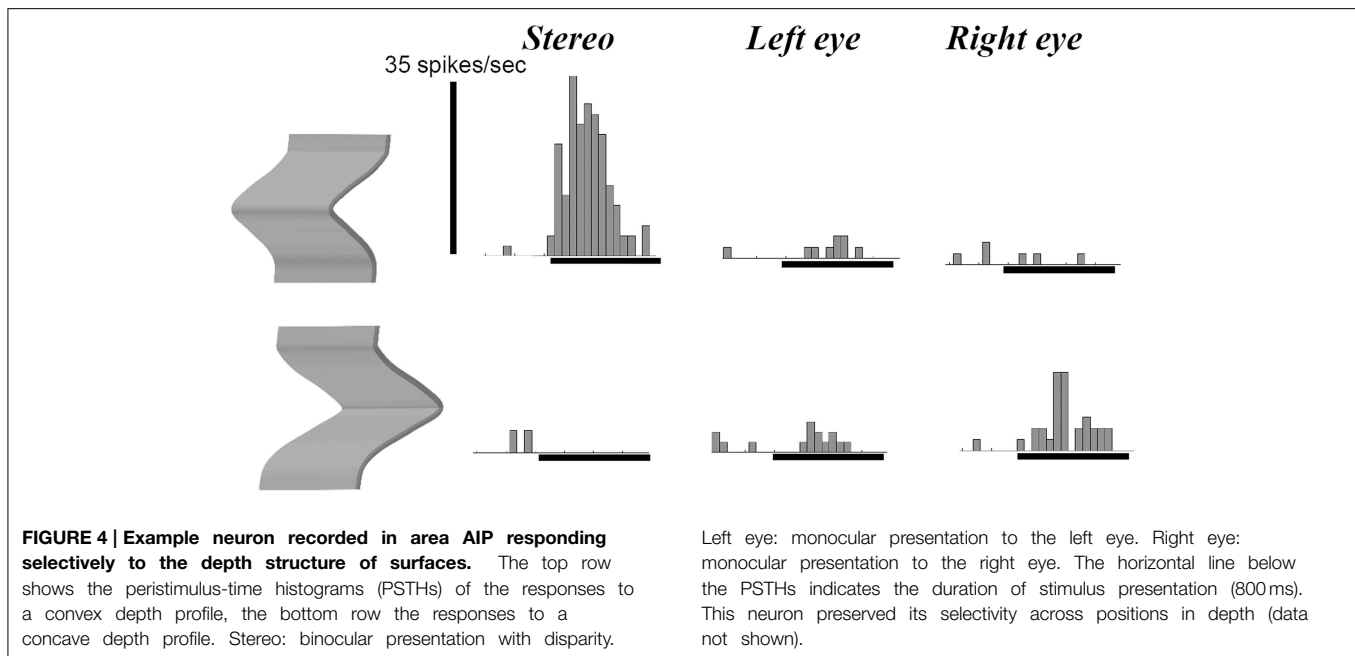 Stereo Left eye Right eye
35 spikes/sec
FIGURE 4 | Example neuron recorded in area AIP responding
selectively to the depth structure of surfaces. The top row
shows the peristimulus-time histograms (PSTHs) of the responses to
a convex depth profile, the bottom row the responses to a
concave depth profile. Stereo: binocular presentation with disparity.
Left eye: monocular presentation to the left eye. Right eye:
monocular presentation to the right eye. The horizontal line below
the PSTHs indicates the duration of stimulus presentation (800 ms).
This neuron preserved its selectivity across positions in depth (data
not shown).